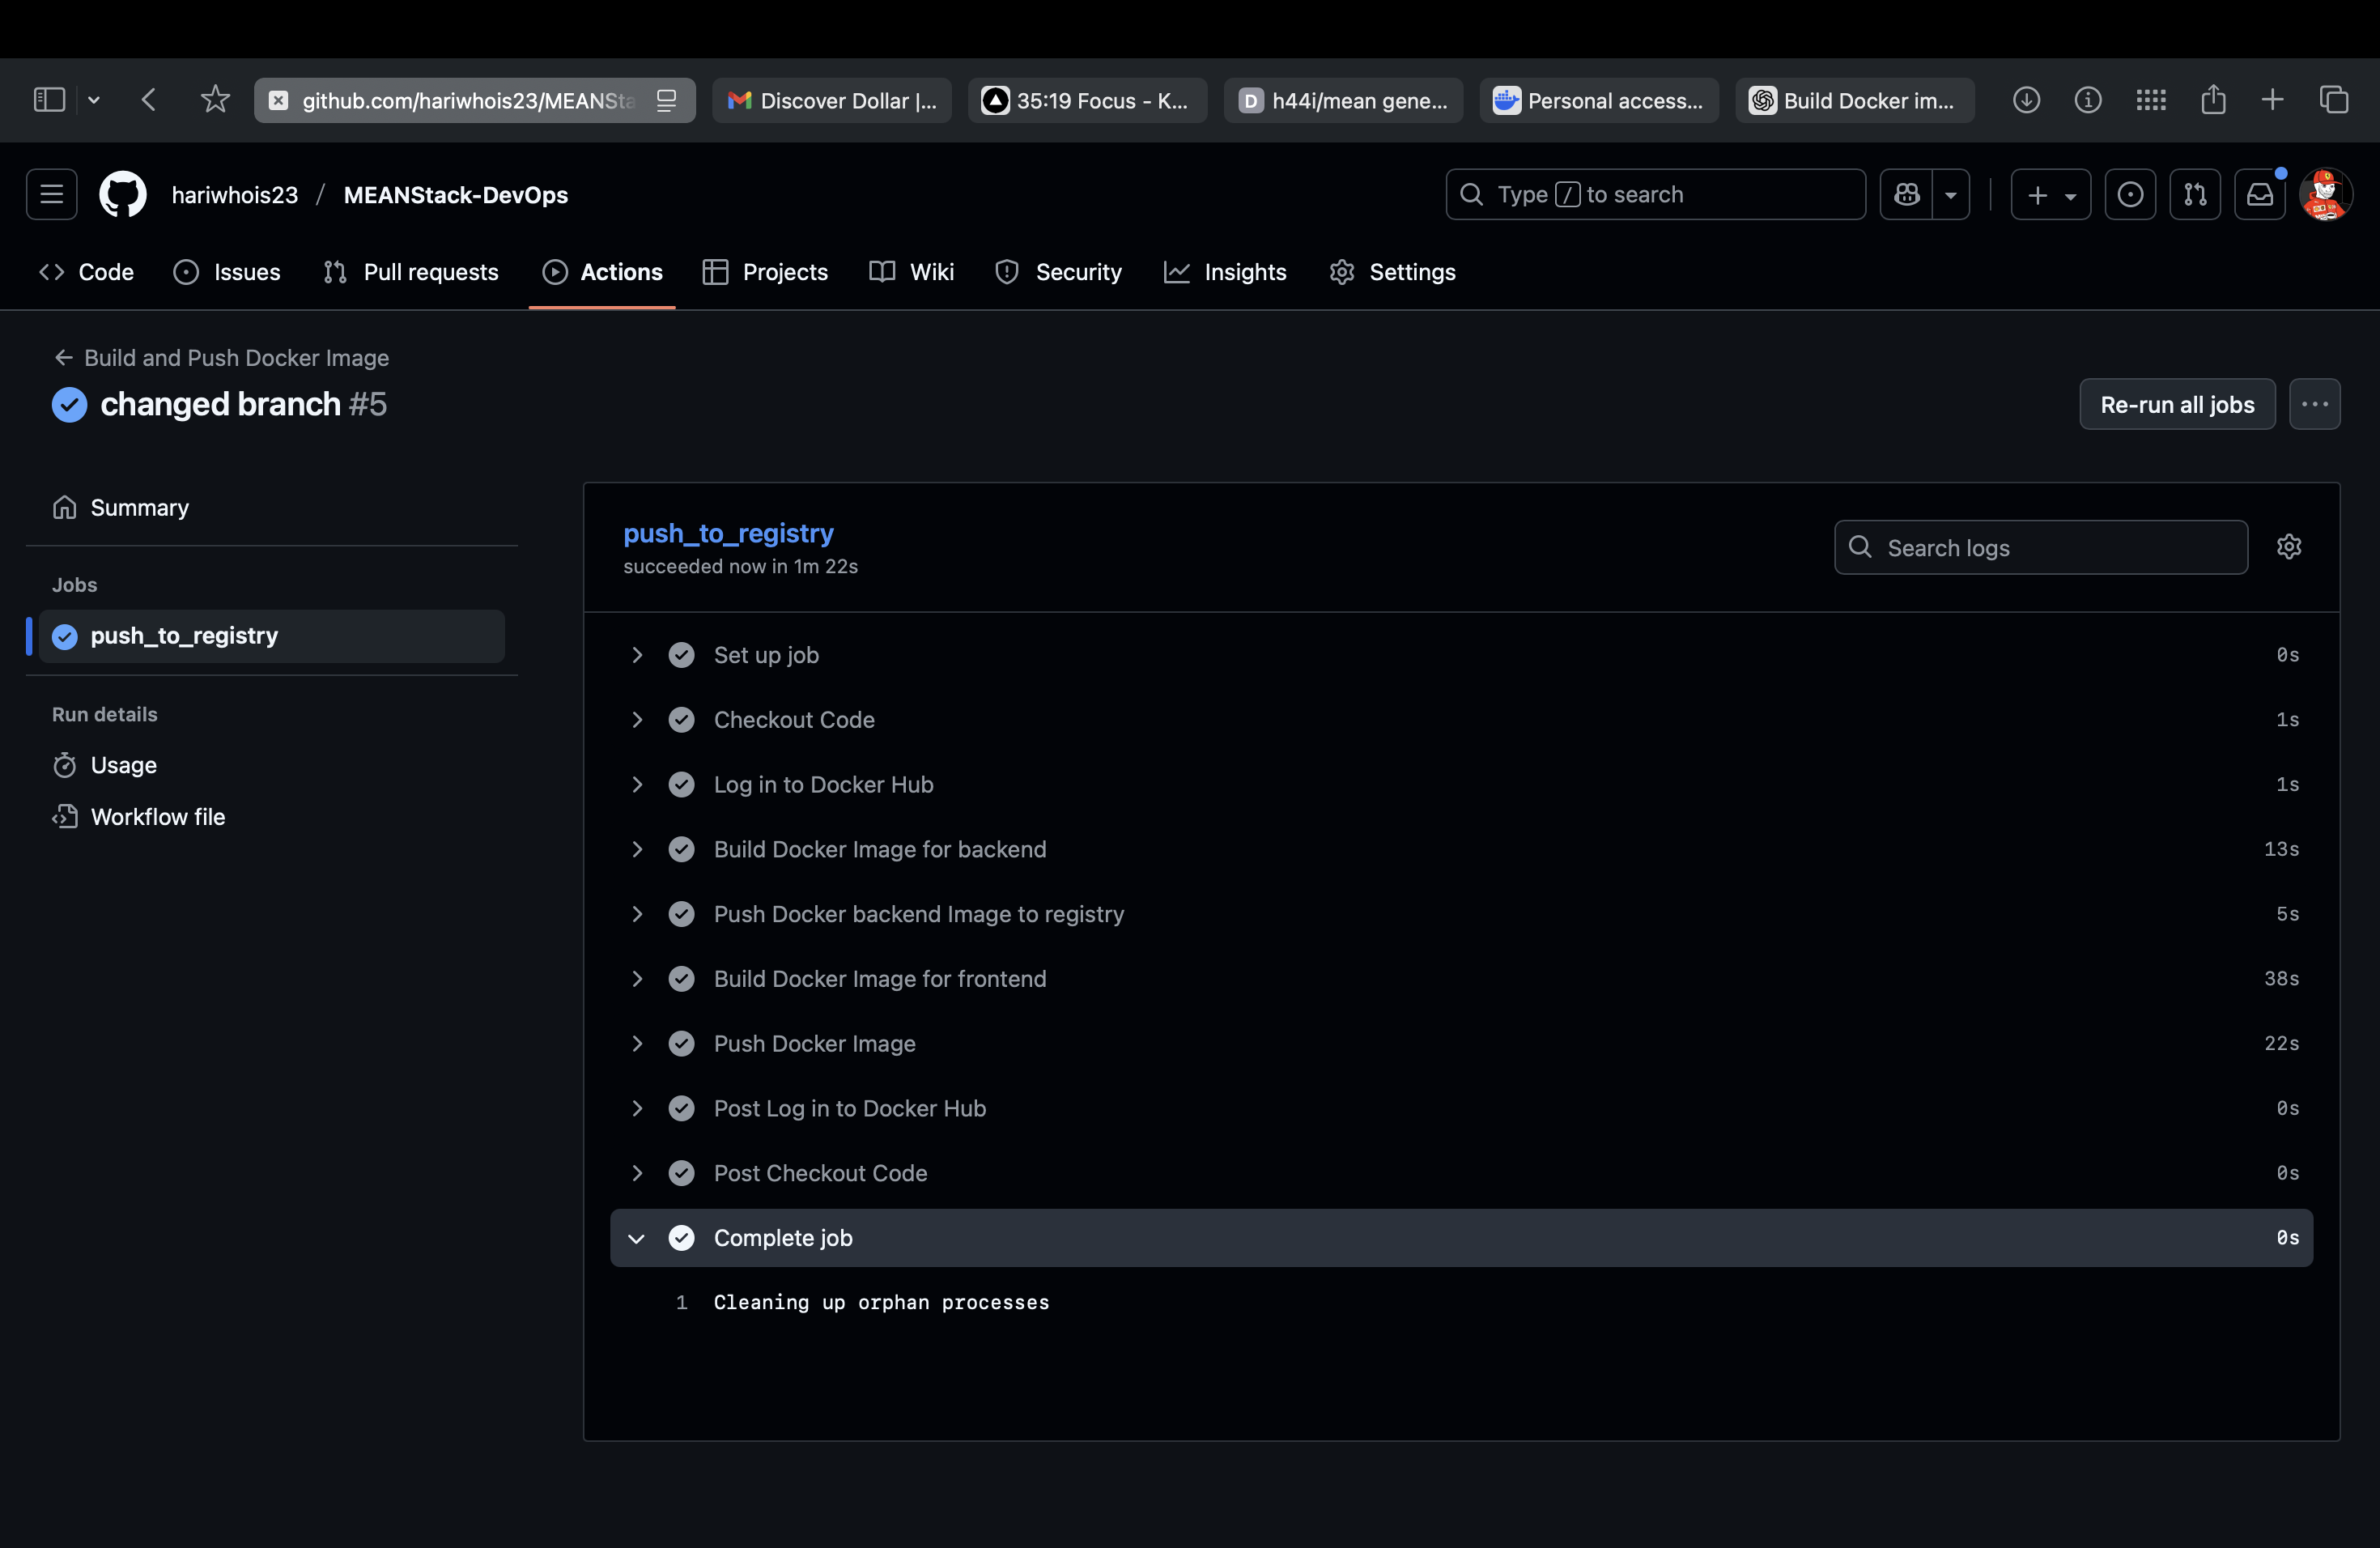 github.com/hariwhois23/MEANSta
Discover Dollar |...
35:19 Focus - K...
D h44i/mean gene...
Personal access...
Build Docker im...
hariwhois23 / MEANStack-DevOps
Type / to search
Code
Issues
Pull requests
Actions
Projects
Wiki
Security
Insights
Settings
Build and Push Docker Image
changed branch #5
Re-run all jobs
Summary
Jobs
push_to_registry
Run details
Usage
Workflow file
push_to_registry
succeeded now in 1m 22s
Search logs
Set up job 0s
Checkout Code 1s
Log in to Docker Hub 1s
Build Docker Image for backend 13s
Push Docker backend Image to registry 5s
Build Docker Image for frontend 38s
Push Docker Image 22s
Post Log in to Docker Hub 0s
Post Checkout Code 0s
Complete job 0s
1 Cleaning up orphan processes